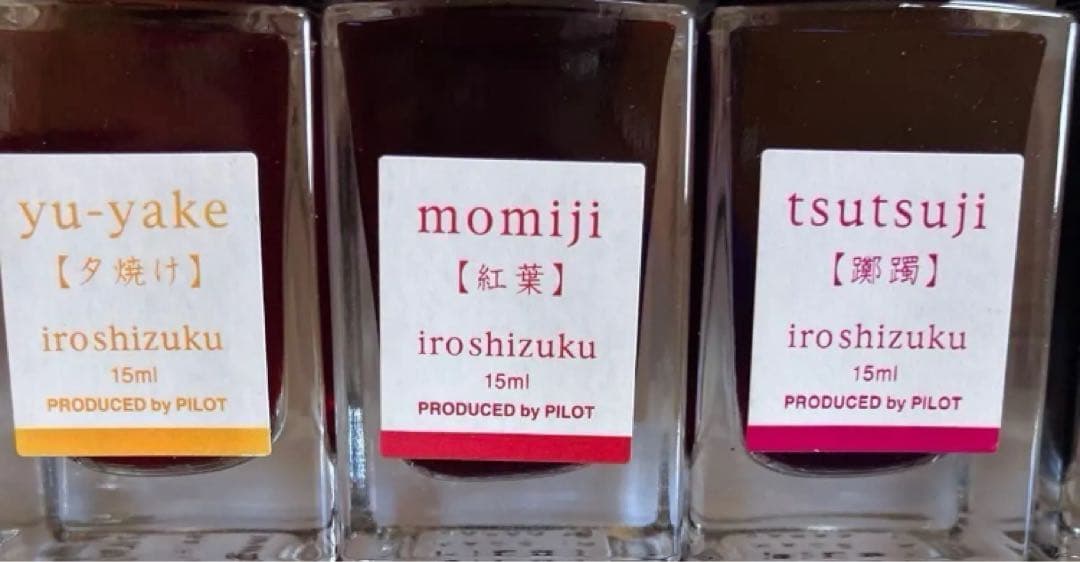 yu-yake
【夕焼け】
iroshizuku
15ml
PRODUCED by PILOT
momiji
【紅葉】
iroshizuku
15ml
PRODUCED by PILOT
tsutsuji
【躑躅】
iroshizuku
15ml
PRODUCED by PILOT